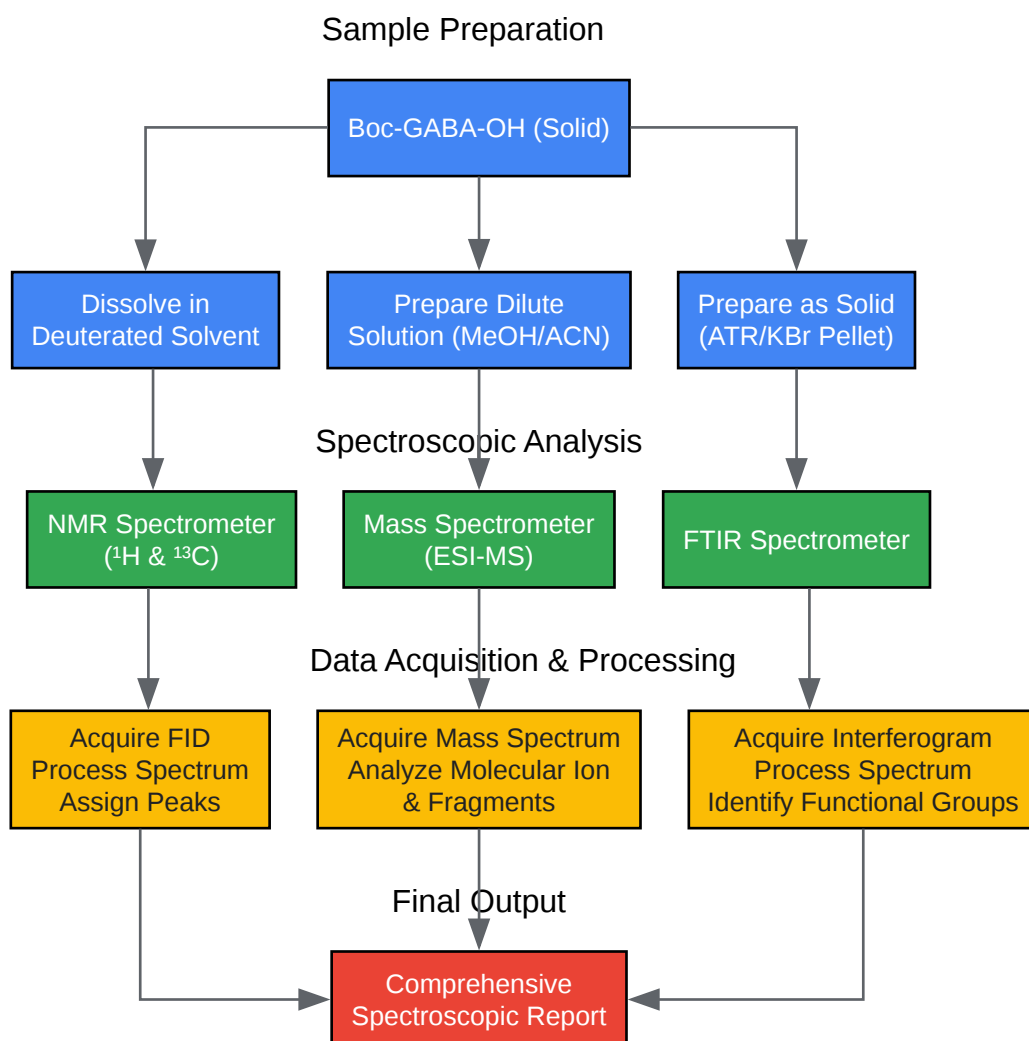 Sample Preparation
Boc-GABA-OH (Solid)
Dissolve in
Deuterated Solvent
Prepare Dilute
Solution (MeOH/ACN)
Prepare as Solid
(ATR/KBr Pellet)
Spectroscopic Analysis
NMR Spectrometer
(¹H & ¹³C)
Mass Spectrometer
(ESI-MS)
FTIR Spectrometer
Data Acquisition & Processing
Acquire FID
Process Spectrum
Assign Peaks
Acquire Mass Spectrum
Analyze Molecular Ion
& Fragments
Acquire Interferogram
Process Spectrum
Identify Functional Groups
Final Output
Comprehensive
Spectroscopic Report